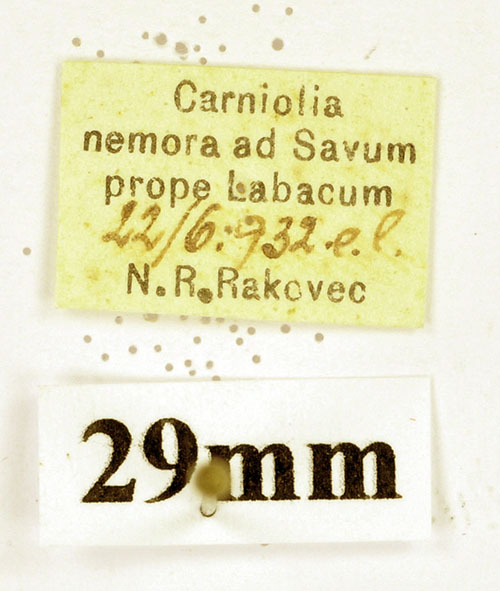 Carniolia
nemora ad Savum
prope Labacum
22/6.932.e.l.
N.R.Rakovec
29mm